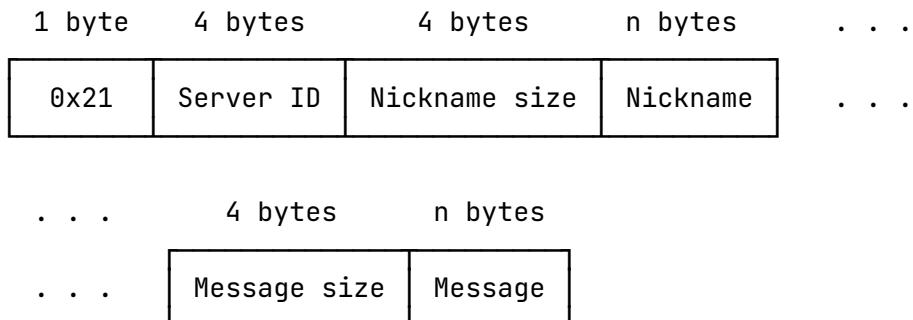 1 byte 4 bytes 4 bytes n bytes . . .
0x21 Server ID Nickname size Nickname . . .
. . . 4 bytes n bytes
. . . Message size Message